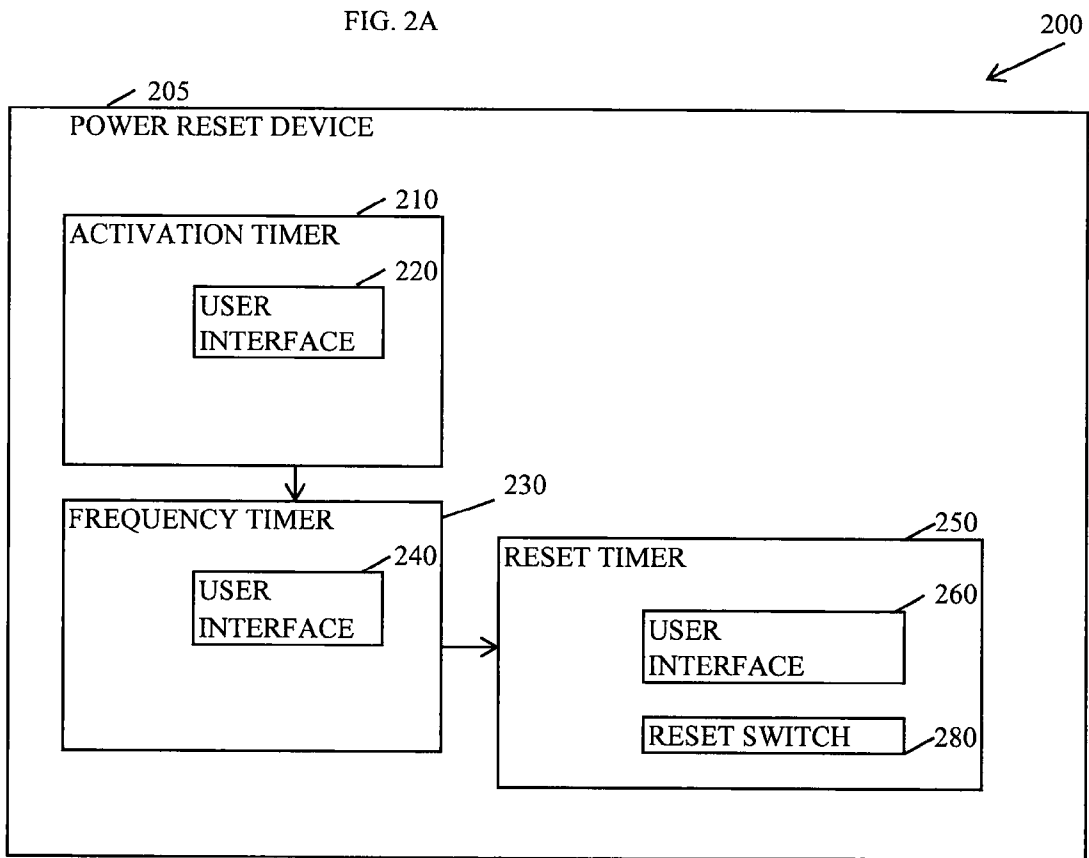 FIG. 2A
200
205
POWER RESET DEVICE
210
ACTIVATION TIMER
220
USER
INTERFACE
230
FREQUENCY TIMER
240
USER
INTERFACE
250
RESET TIMER
260
USER
INTERFACE
RESET SWITCH
280